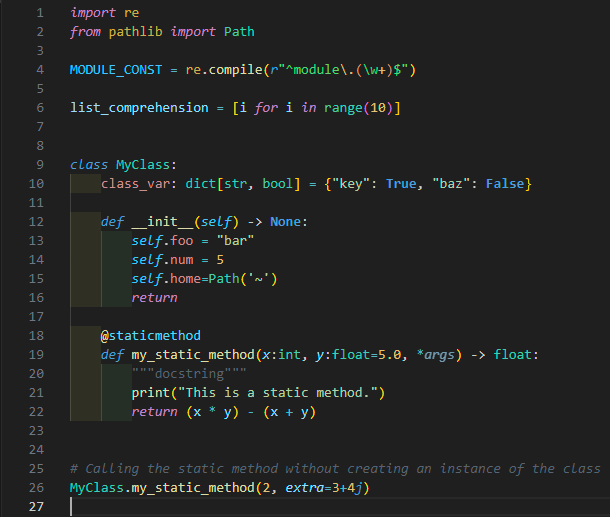 1 import re
2 from pathlib import Path
3
4 MODULE_CONST = re.compile(r"^module\.(\w+)$")
5
6 list_comprehension = [i for i in range(10)]
7
8
9 class MyClass:
10     class_var: dict[str, bool] = {"key": True, "baz": False}
11
12     def __init__(self) -> None:
13         self.foo = "bar"
14         self.num = 5
15         self.home=Path('~')
16         return
17
18     @staticmethod
19     def my_static_method(x:int, y:float=5.0, *args) -> float:
20         """docstring"""
21         print("This is a static method.")
22         return (x * y) - (x + y)
23
24
25 # Calling the static method without creating an instance of the class
26 MyClass.my_static_method(2, extra=3+4j)
27